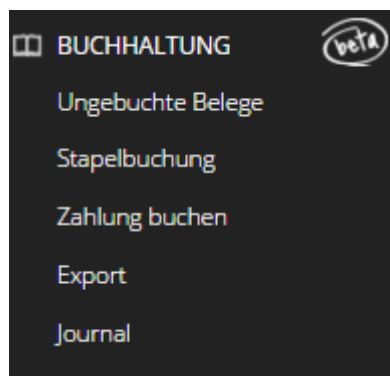 BUCHHALTUNG beta
Ungebuchte Belege
Stapelbuchung
Zahlung buchen
Export
Journal